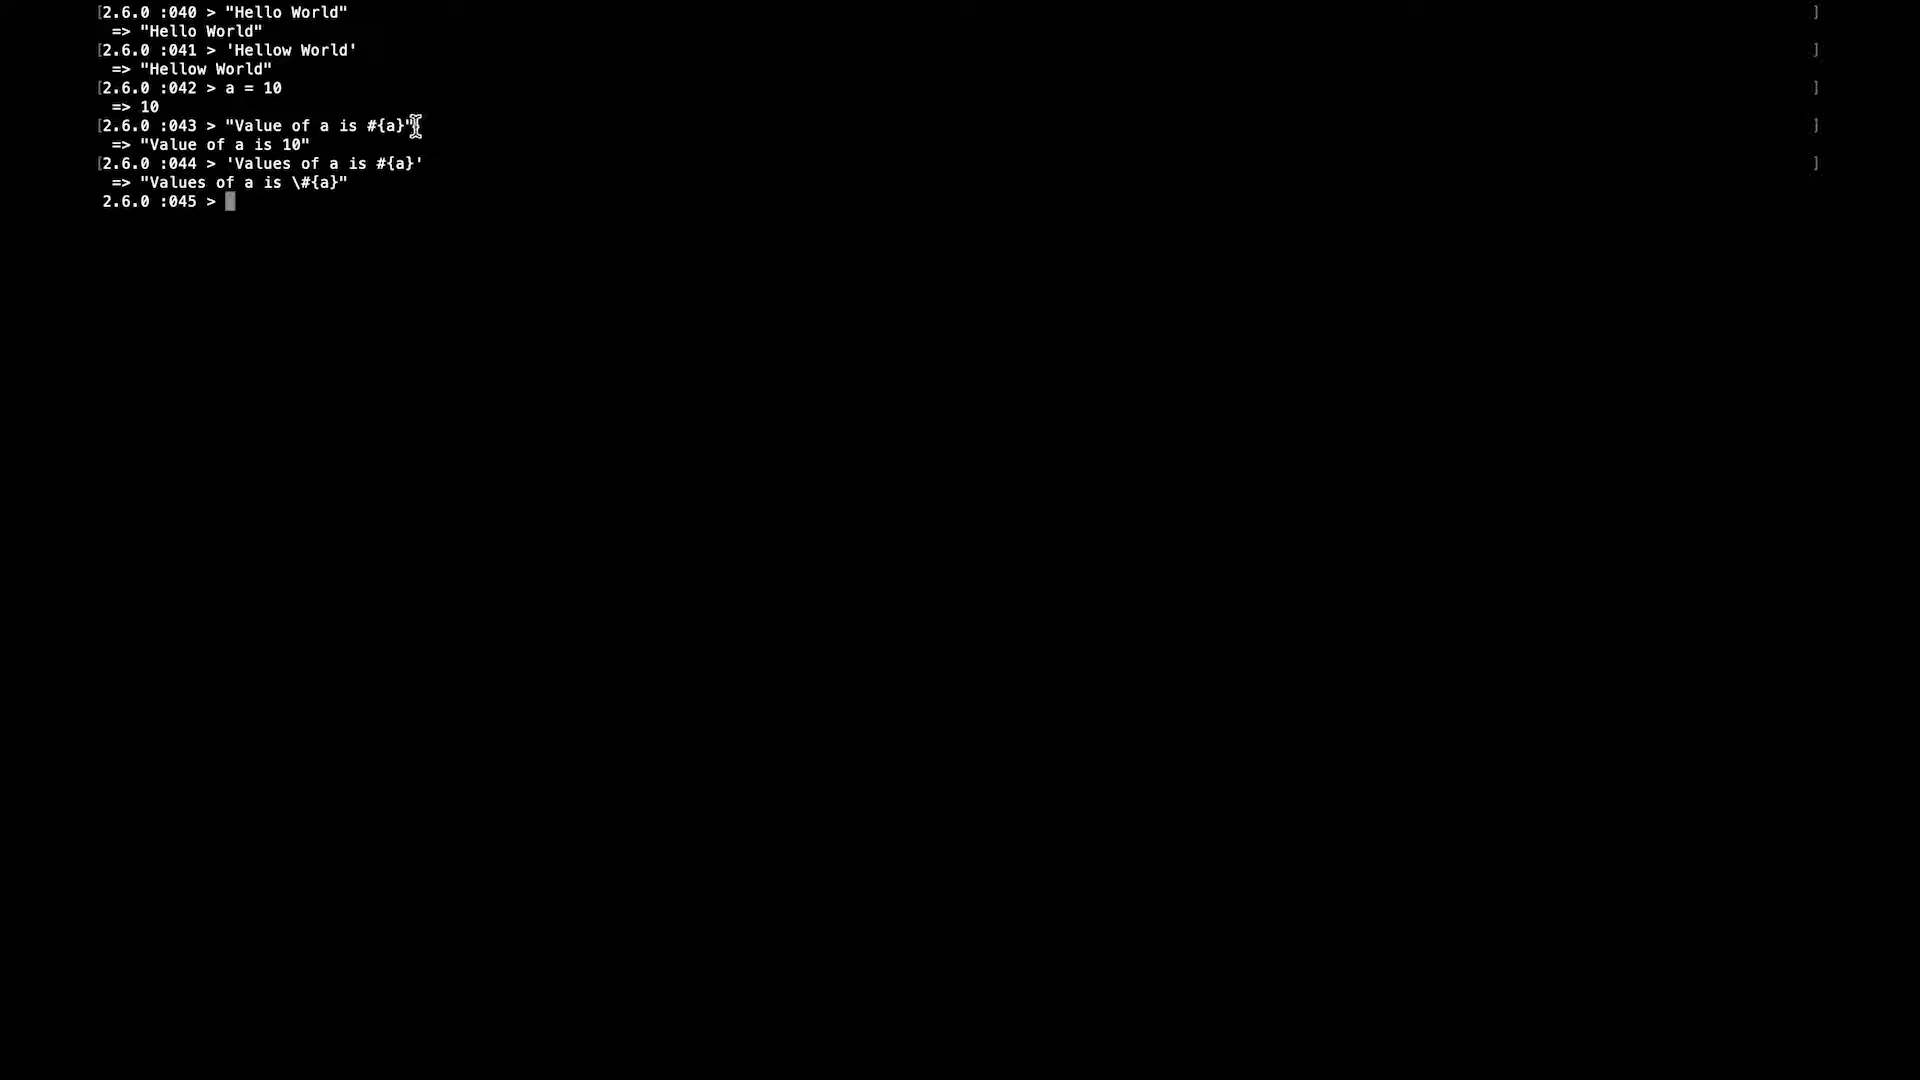 [2.6.0 :040 > "Hello World" ]
=> "Hello World"
[2.6.0 :041 > 'Hellow World' ]
=> "Hellow World"
[2.6.0 :042 > a = 10 ]
=> 10
[2.6.0 :043 > "Value of a is #{a}" ]
=> "Value of a is 10"
[2.6.0 :044 > 'Values of a is #{a}' ]
=> "Values of a is \#{a}"
2.6.0 :045 >